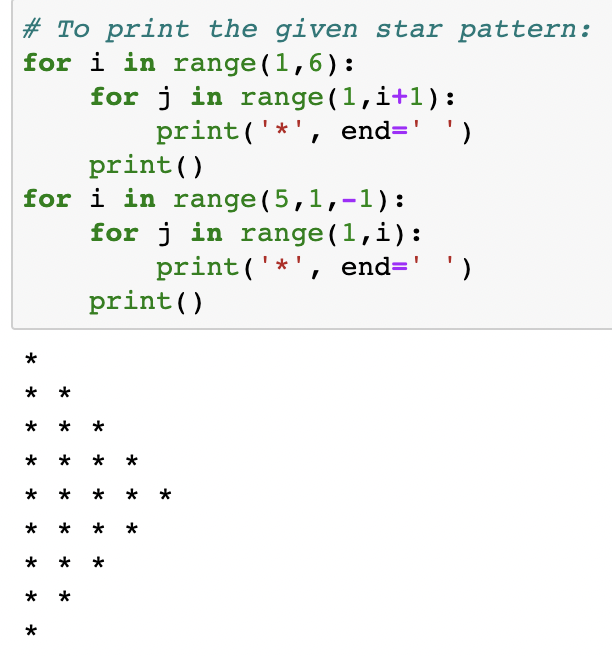 # To print the given star pattern:
for i in range(1,6):
    for j in range(1,i+1):
        print('*', end=' ')
    print()
for i in range(5,1,-1):
    for j in range(1,i):
        print('*', end=' ')
    print()
*
* *
* * *
* * * *
* * * * *
* * * *
* * *
* *
*